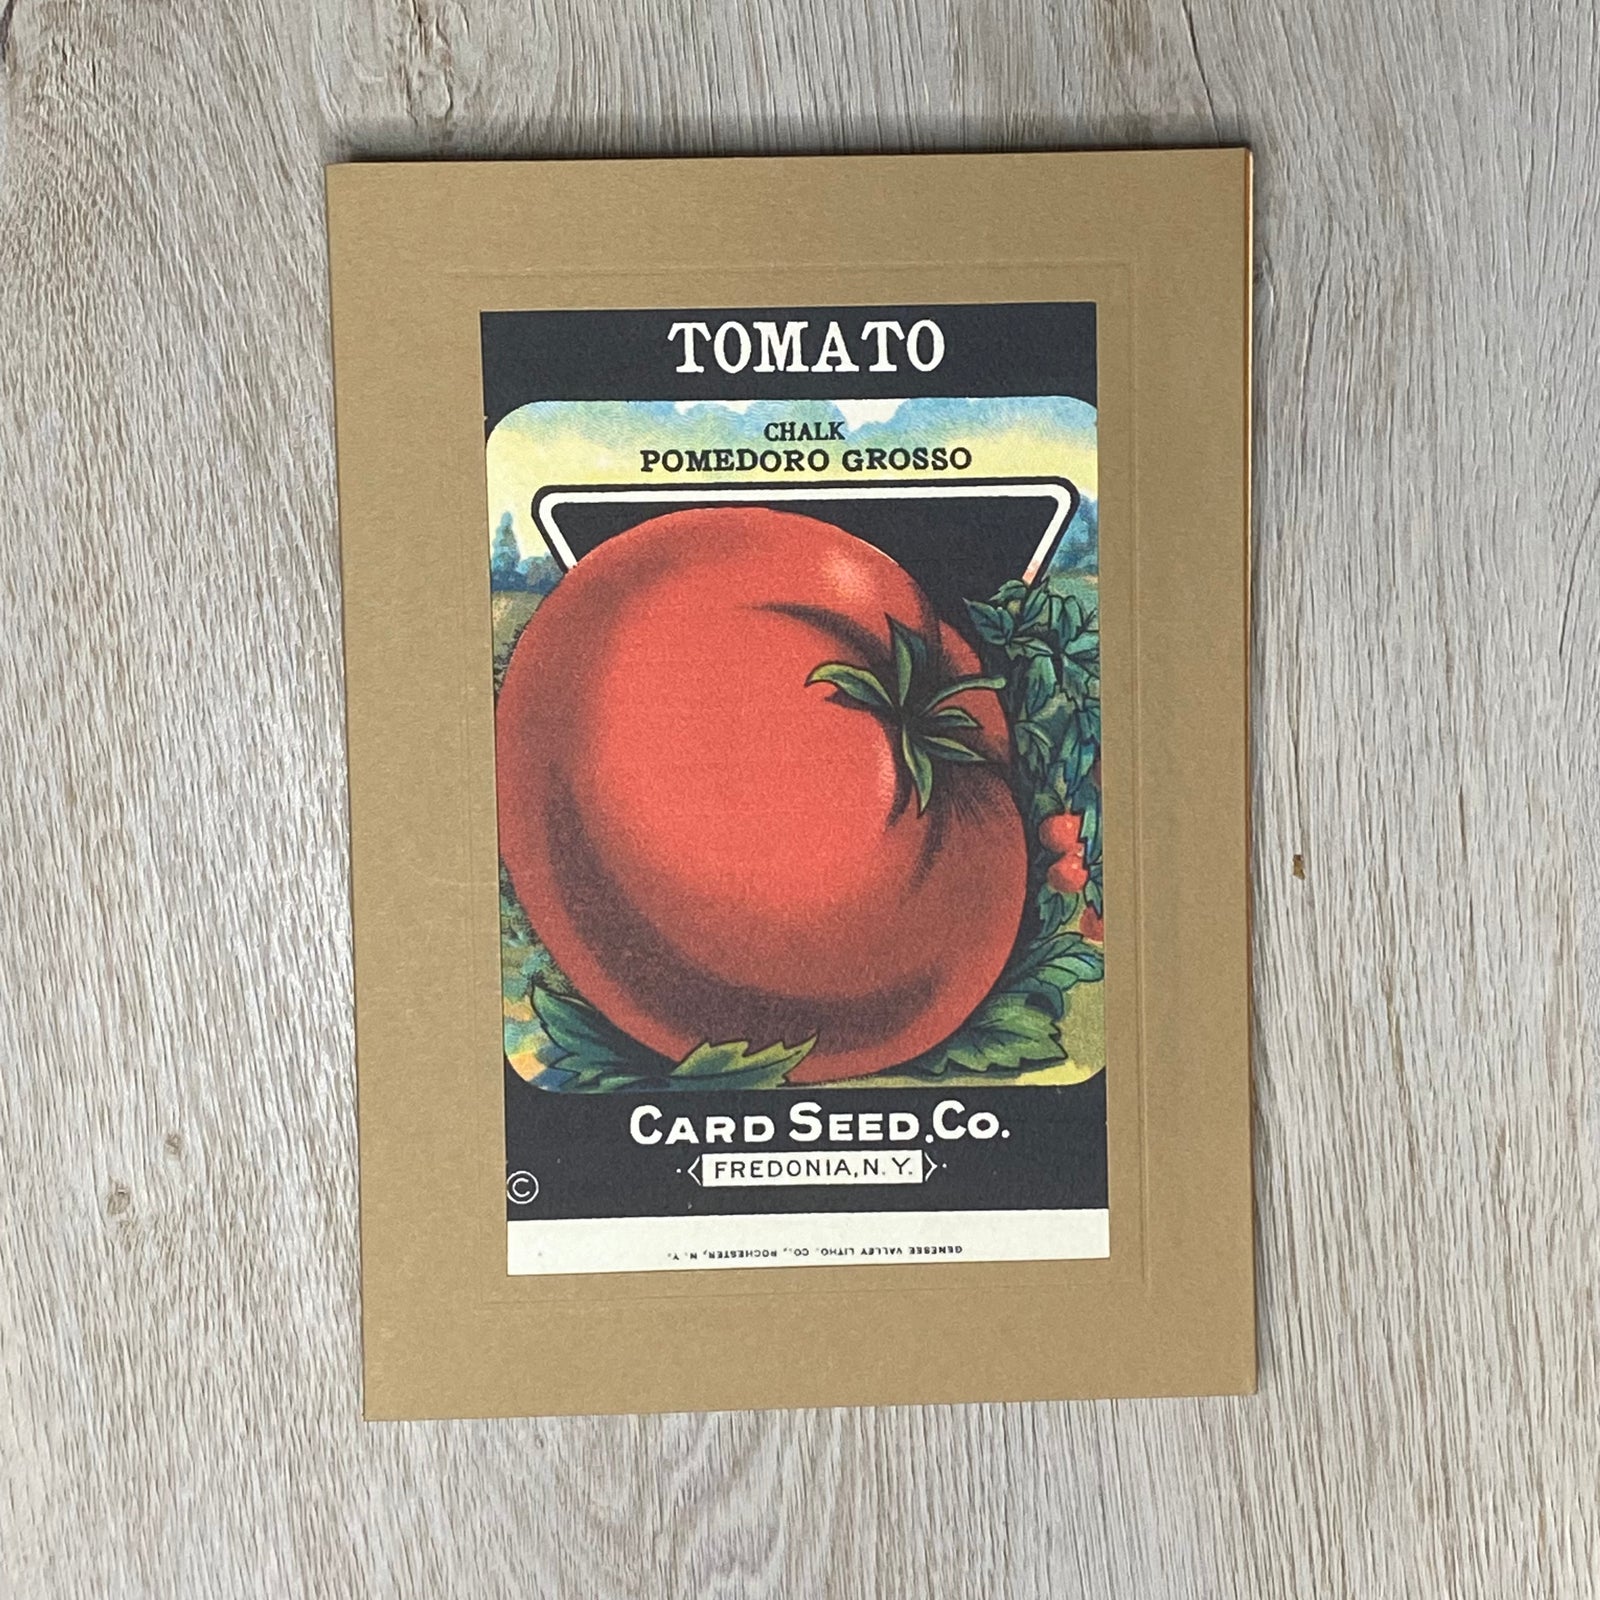 TOMATO
CHALK
POMEDORO GROSSO
CARD SEED.CO.
FREDONIA, N. Y.
©
GENESEE VALLEY LITHO. CO., ROCHESTER, N. Y.